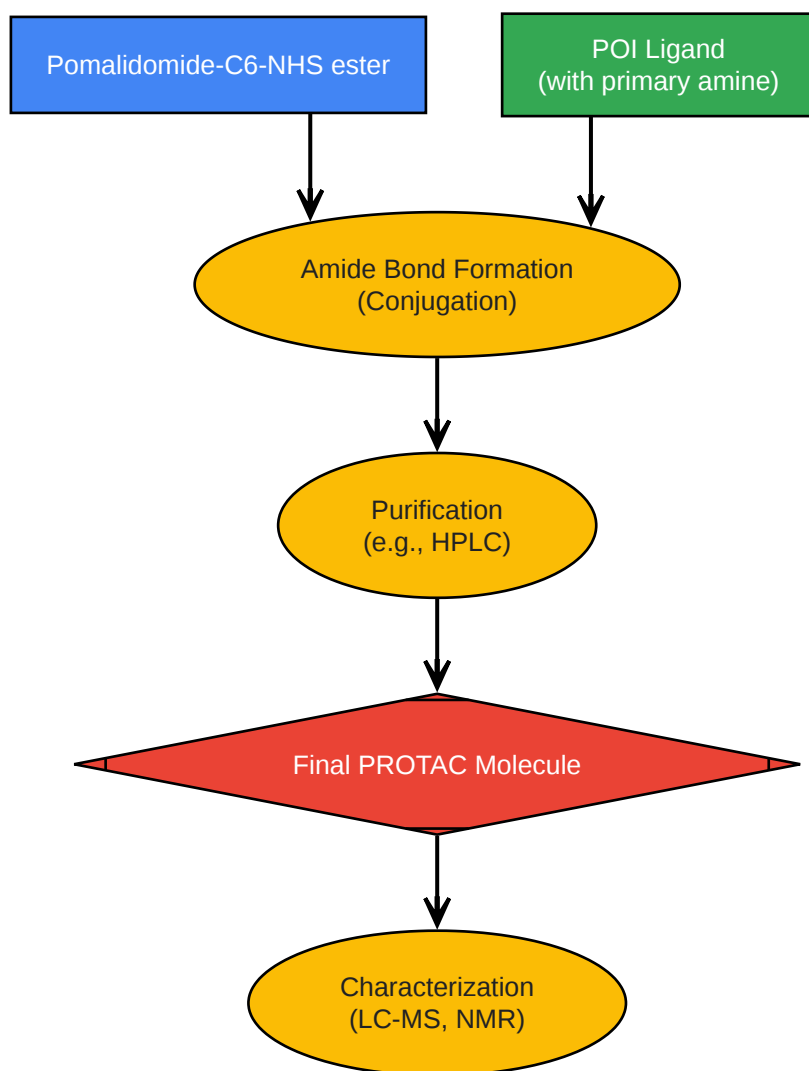 Pomalidomide-C6-NHS ester
POI Ligand
(with primary amine)
Amide Bond Formation
(Conjugation)
Purification
(e.g., HPLC)
Final PROTAC Molecule
Characterization
(LC-MS, NMR)